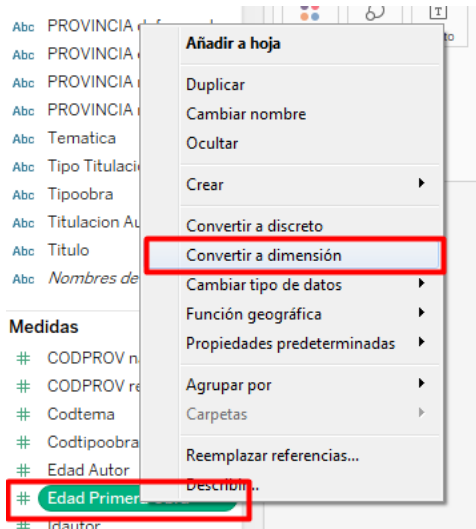 Abc PROVINCIA
Abc PROVINCIA
Abc PROVINCIA
Abc PROVINCIA
Abc Tematica
Abc Tipo Titulaci
Abc Tipoobra
Abc Titulacion Au
Abc Titulo
Abc Nombres de
Medidas
# CODPROV n
# CODPROV re
# Codtema
# Codtipoobra
# Edad Autor
# Edad Primer
# Idautor
Añadir a hoja
Duplicar
Cambiar nombre
Ocultar
Crear
Convertir a discreto
Convertir a dimensión
Cambiar tipo de datos
Función geográfica
Propiedades predeterminadas
Agrupar por
Carpetas
Reemplazar referencias...
Describir...
T
to